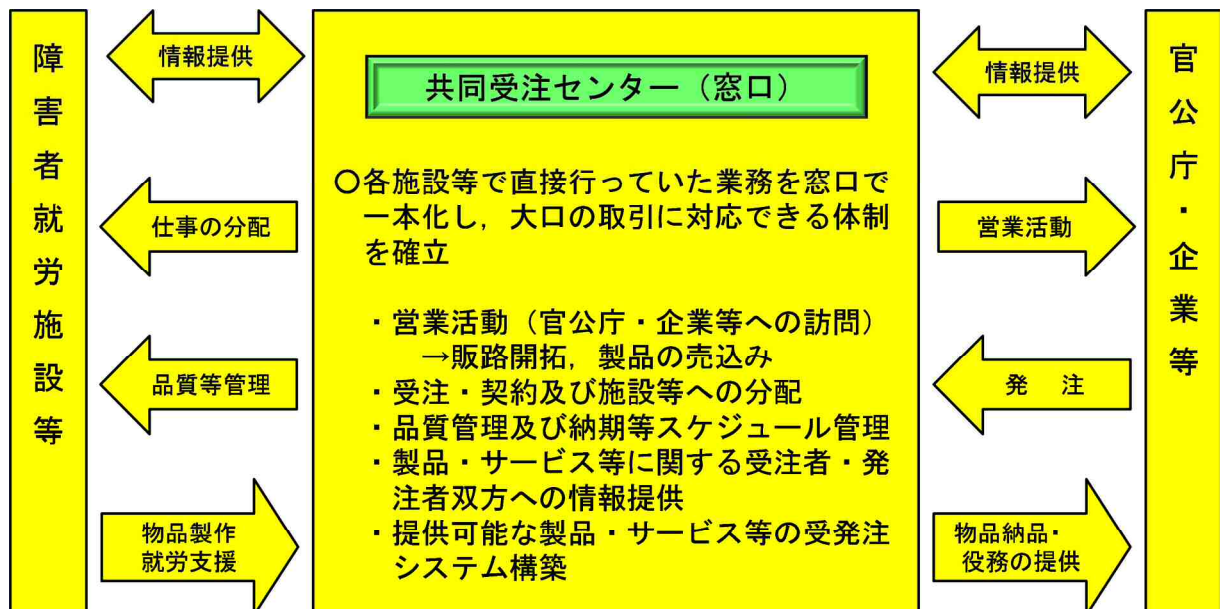 障害者就労施設等
情報提供
仕事の分配
品質等管理
物品製作
就労支援
共同受注センター（窓口）
○各施設等で直接行っていた業務を窓口で
一本化し，大口の取引に対応できる体制
を確立
・営業活動（官公庁・企業等への訪問）
→販路開拓，製品の売込み
・受注・契約及び施設等への分配
・品質管理及び納期等スケジュール管理
・製品・サービス等に関する受注者・発
注者双方への情報提供
・提供可能な製品・サービス等の受発注
システム構築
情報提供
営業活動
発　注
物品納品・
役務の提供
官公庁・企業等